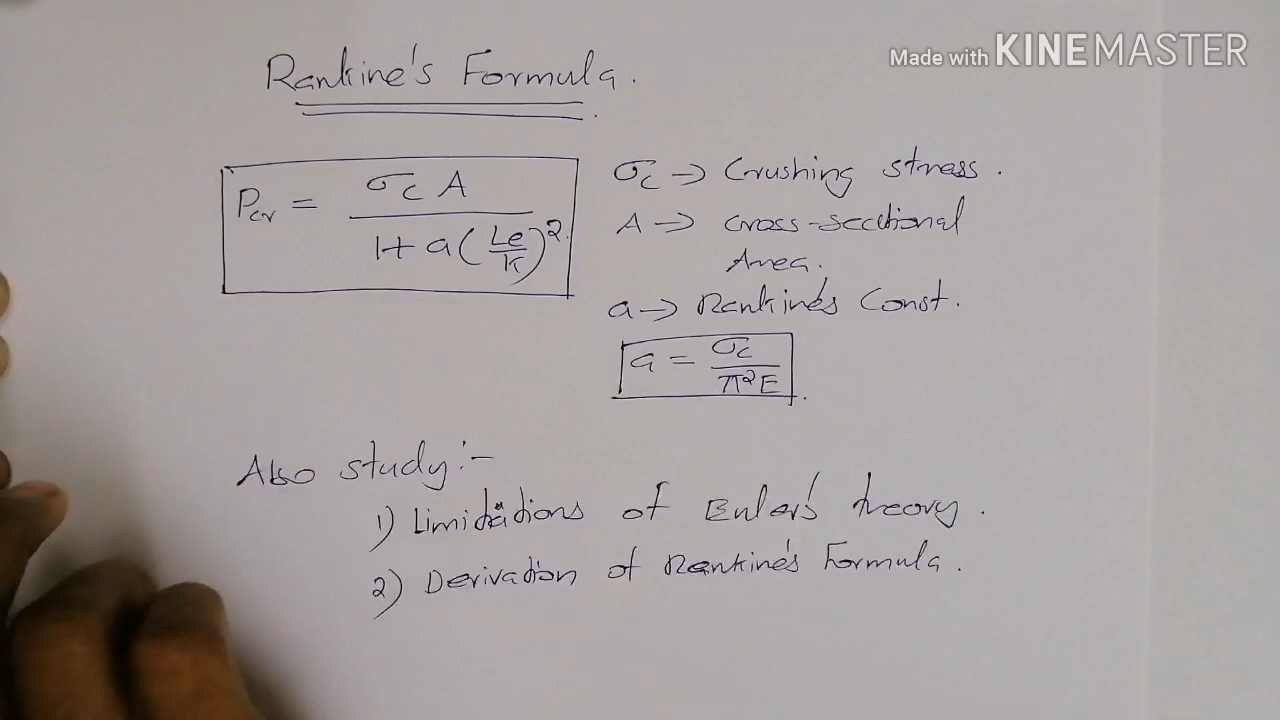 Rankine's Formula.
Made with KINEMASTER
Pcr = σc A / 1 + a (Le/k)²
σc → Crushing stress.
A → Cross-sectional
Area.
a → Rankine's Const.
a = σc / π²E
Also study :-
1) Limitations of Euler's theory.
2) Derivation of Rankine's Formula.